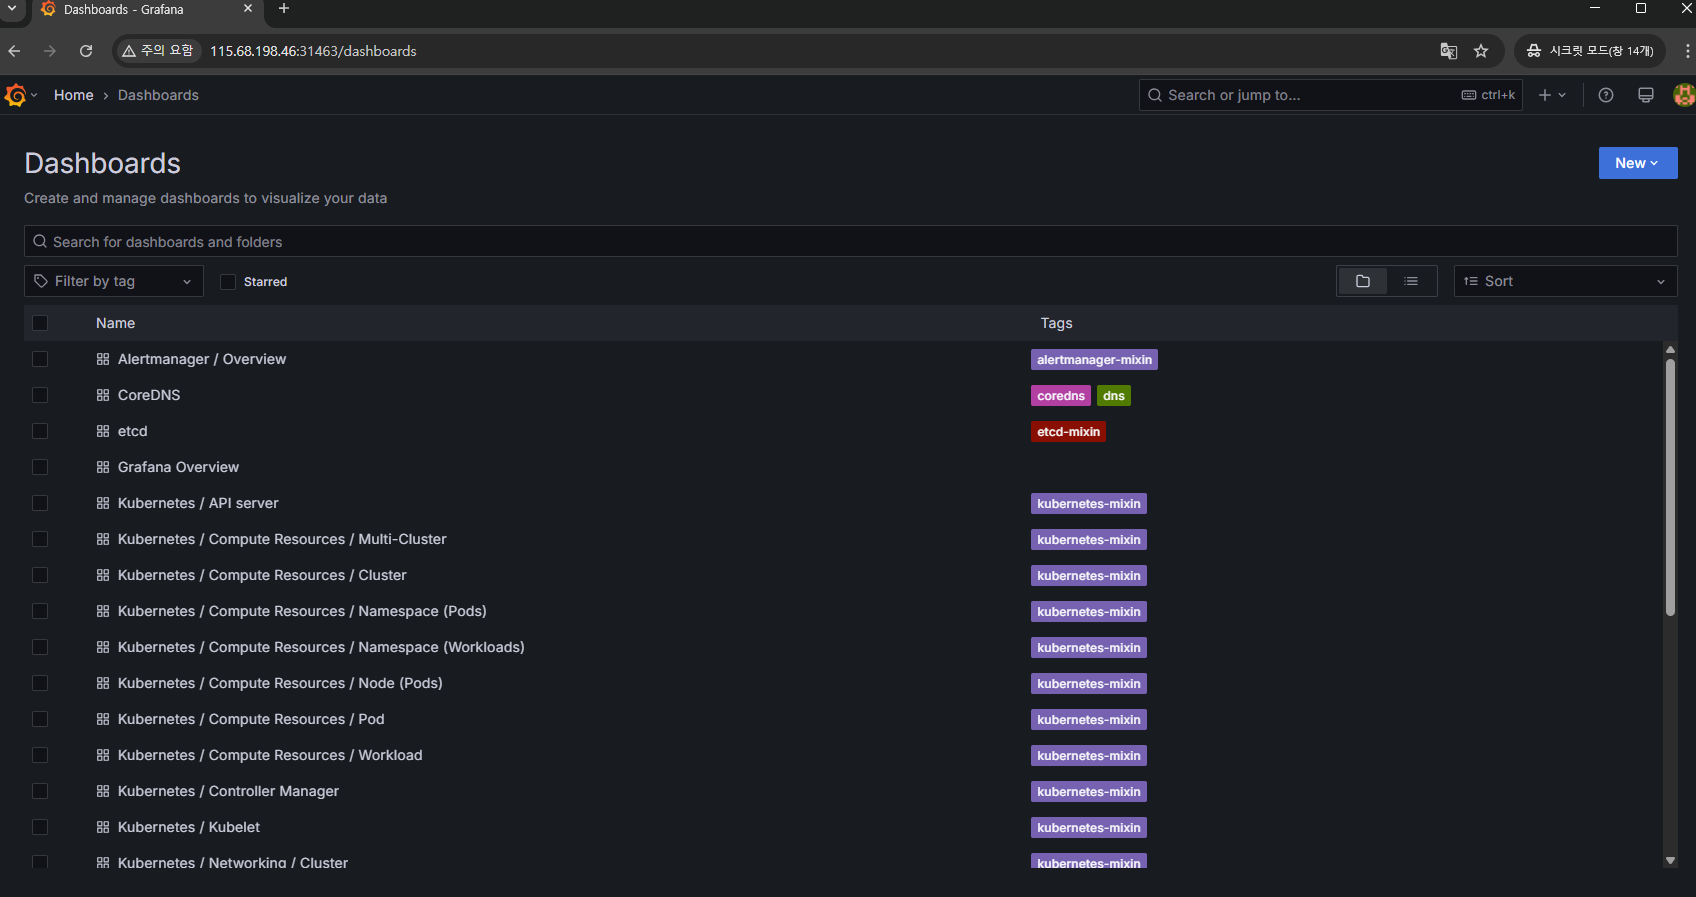 Dashboards - Grafana
주의 요함 115.68.198.46:31463/dashboards 시크릿 모드(창 14개)
Home › Dashboards Search or jump to... ctrl+k
Dashboards
New
Create and manage dashboards to visualize your data
Search for dashboards and folders
Filter by tag Starred Sort
Name Tags
Alertmanager / Overview alertmanager-mixin
CoreDNS coredns dns
etcd etcd-mixin
Grafana Overview
Kubernetes / API server kubernetes-mixin
Kubernetes / Compute Resources / Multi-Cluster kubernetes-mixin
Kubernetes / Compute Resources / Cluster kubernetes-mixin
Kubernetes / Compute Resources / Namespace (Pods) kubernetes-mixin
Kubernetes / Compute Resources / Namespace (Workloads) kubernetes-mixin
Kubernetes / Compute Resources / Node (Pods) kubernetes-mixin
Kubernetes / Compute Resources / Pod kubernetes-mixin
Kubernetes / Compute Resources / Workload kubernetes-mixin
Kubernetes / Controller Manager kubernetes-mixin
Kubernetes / Kubelet kubernetes-mixin
Kubernetes / Networking / Cluster kubernetes-mixin